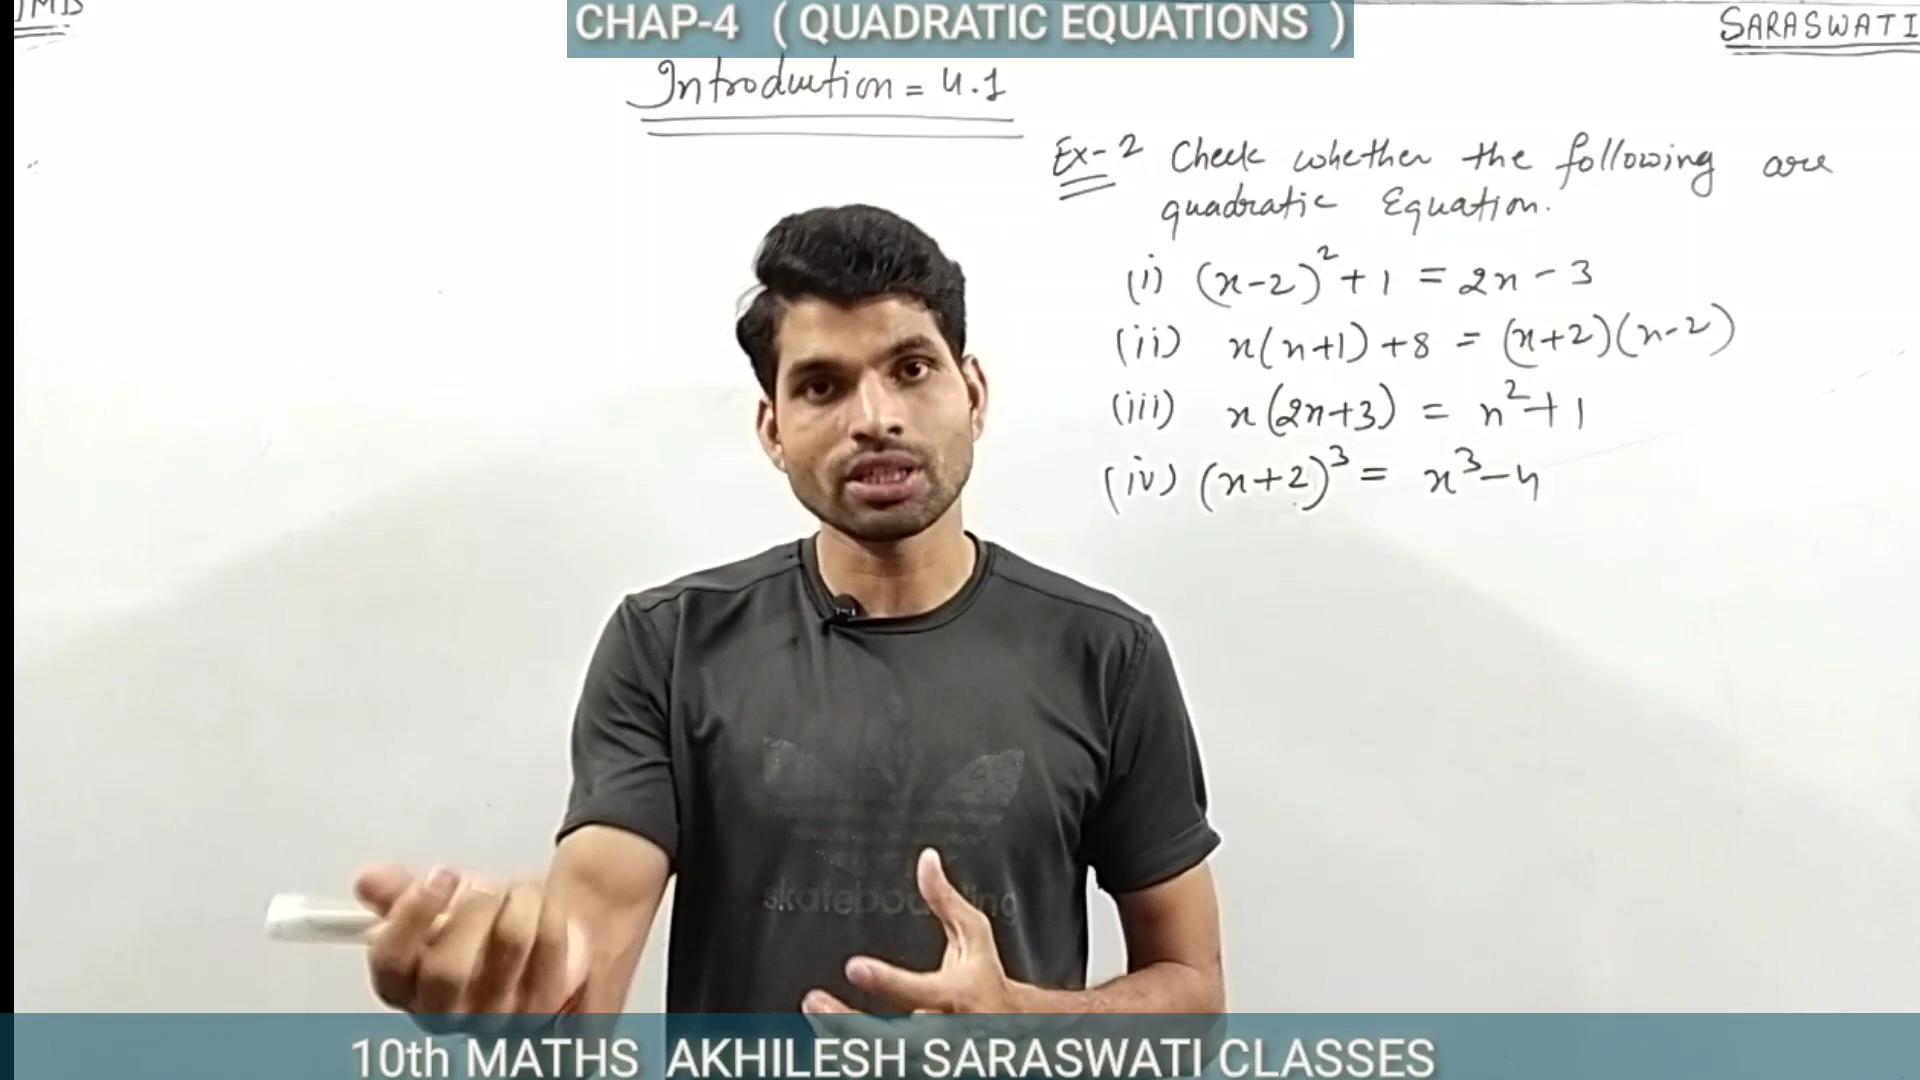 CHAP-4 ( QUADRATIC EQUATIONS )
SARASWATI
Introduction = 4.1
Ex-2 Check whether the following are
quadratic Equation.
(i) (x-2)² + 1 = 2x - 3
(ii) x(x+1) + 8 = (x+2)(x-2)
(iii) x(2x+3) = x² + 1
(iv) (x+2)³ = x³ - 4
10th MATHS AKHILESH SARASWATI CLASSES